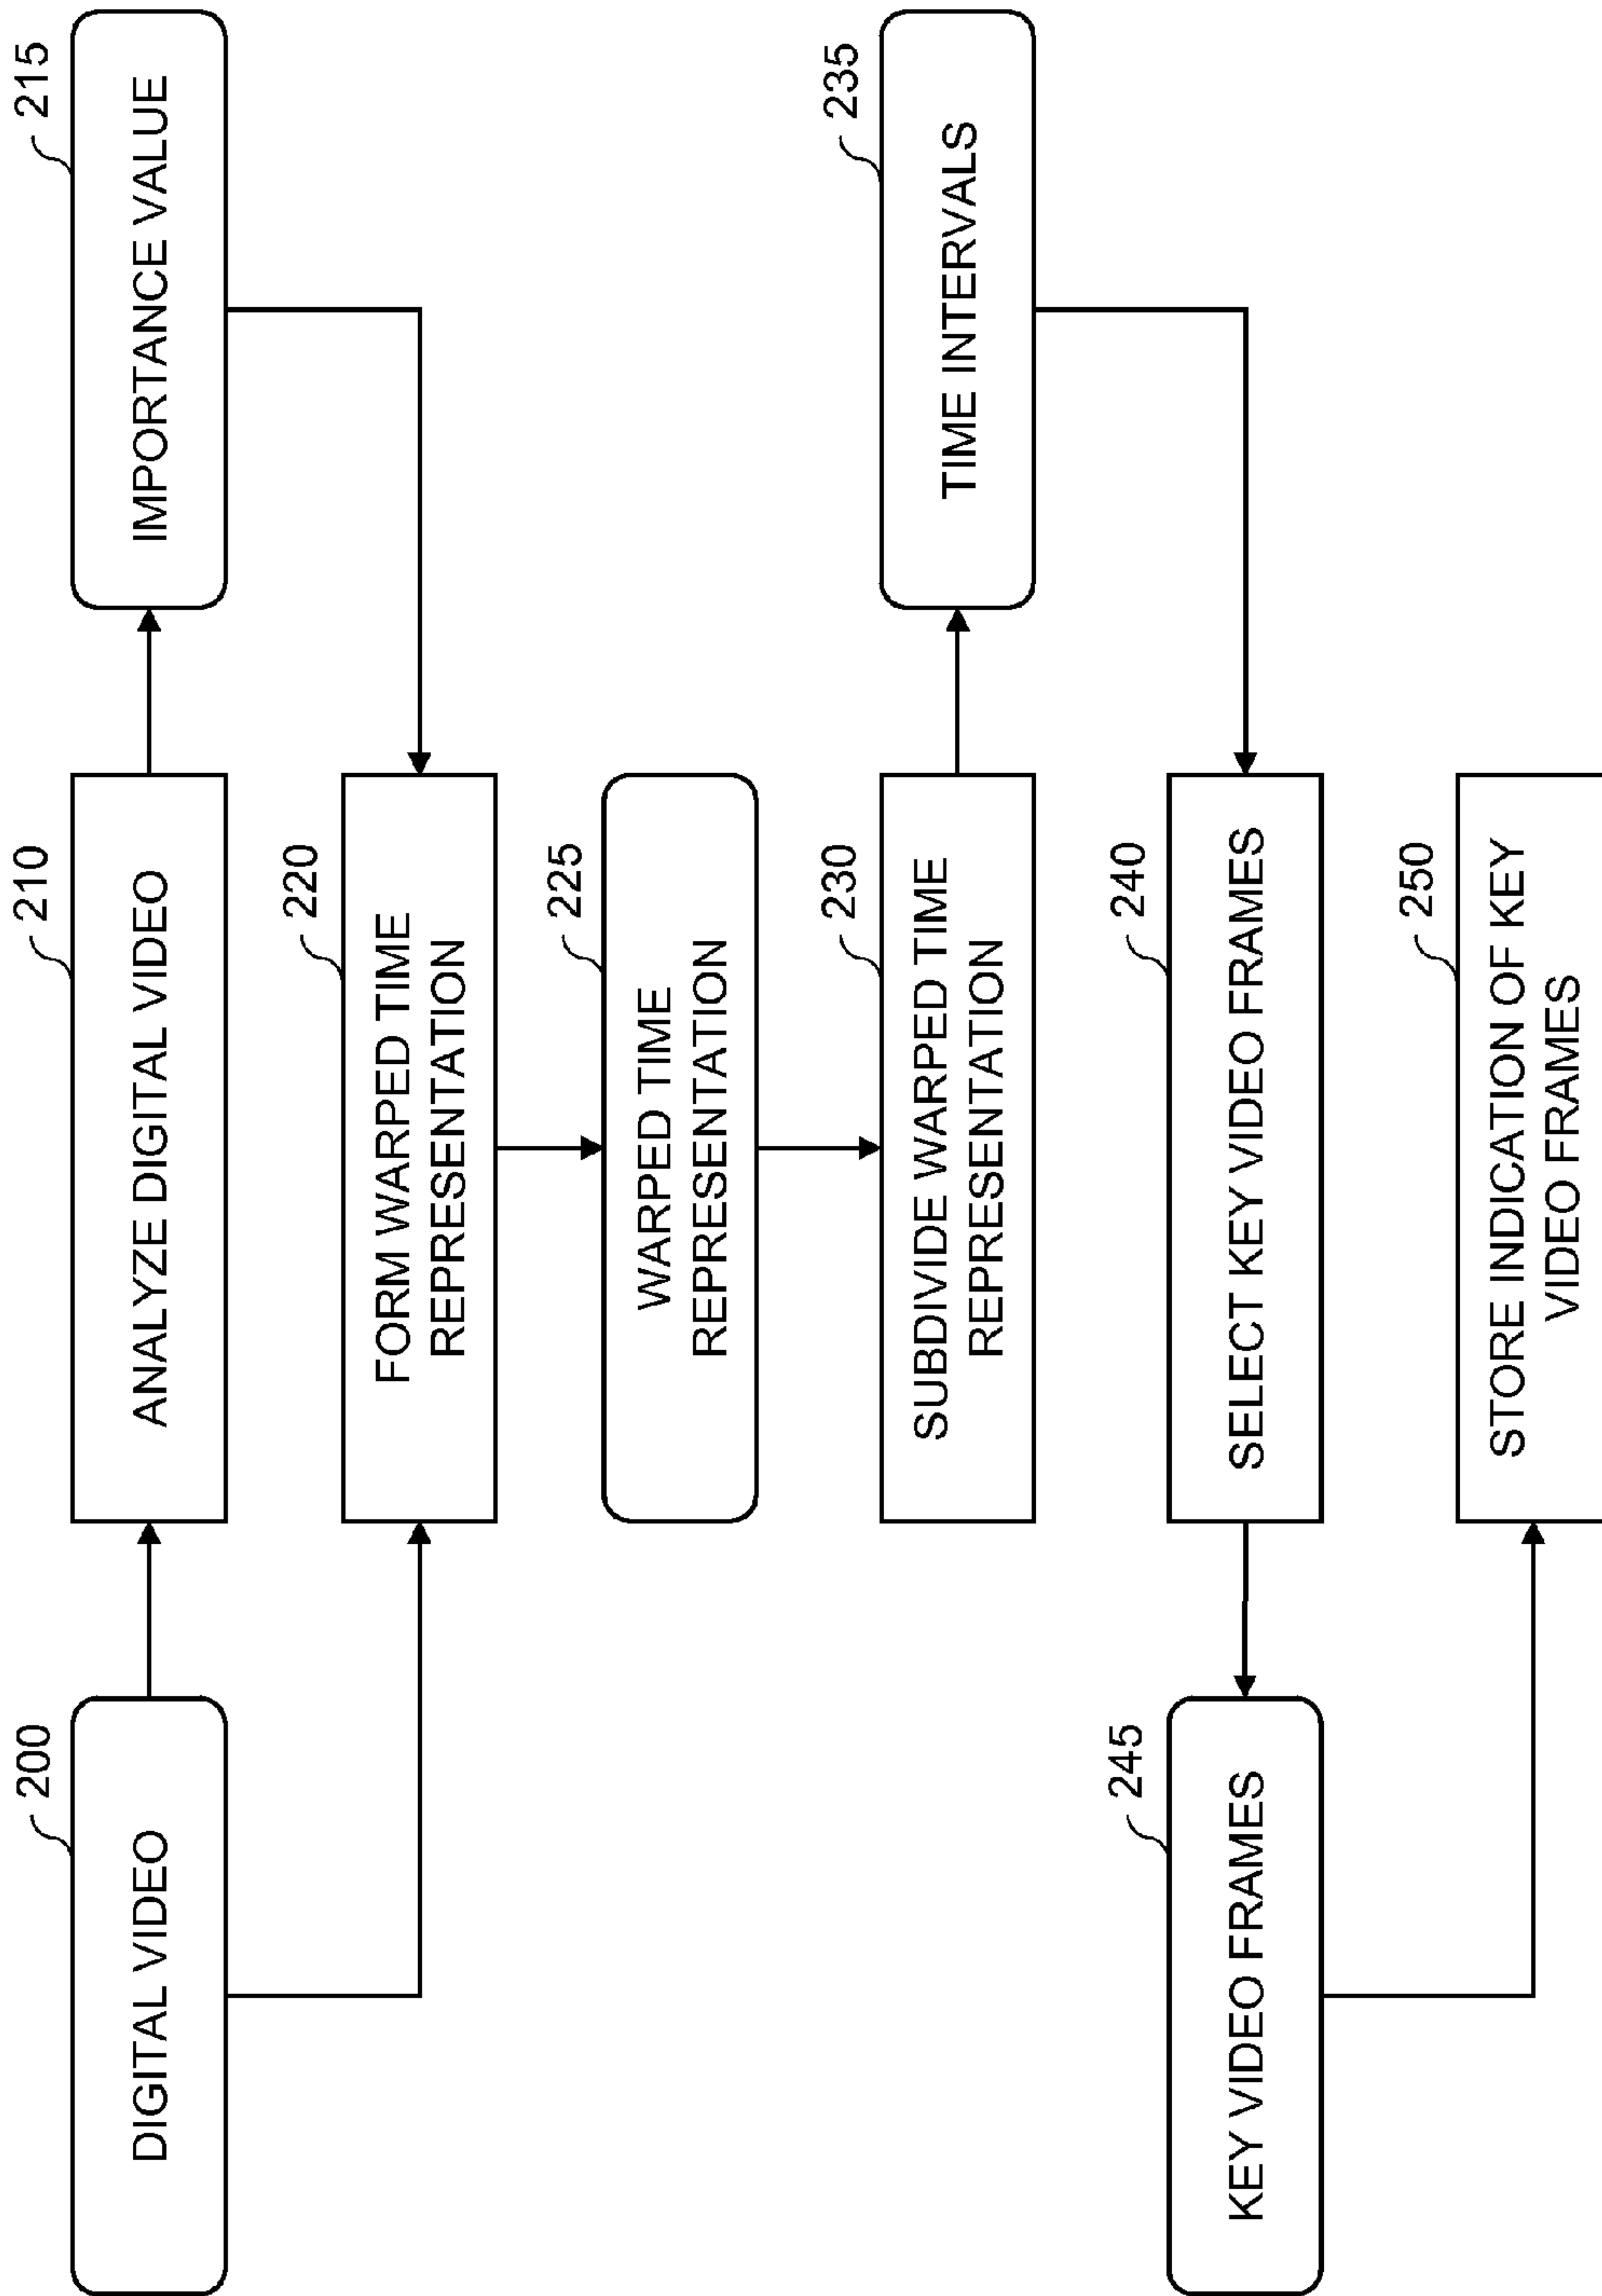 200
DIGITAL VIDEO
210
ANALYZE DIGITAL VIDEO
215
IMPORTANCE VALUE
220
FORM WARPED TIME
REPRESENTATION
225
WARPED TIME
REPRESENTATION
230
SUBDIVIDE WARPED TIME
REPRESENTATION
235
TIME INTERVALS
240
SELECT KEY VIDEO FRAMES
245
KEY VIDEO FRAMES
250
STORE INDICATION OF KEY
VIDEO FRAMES